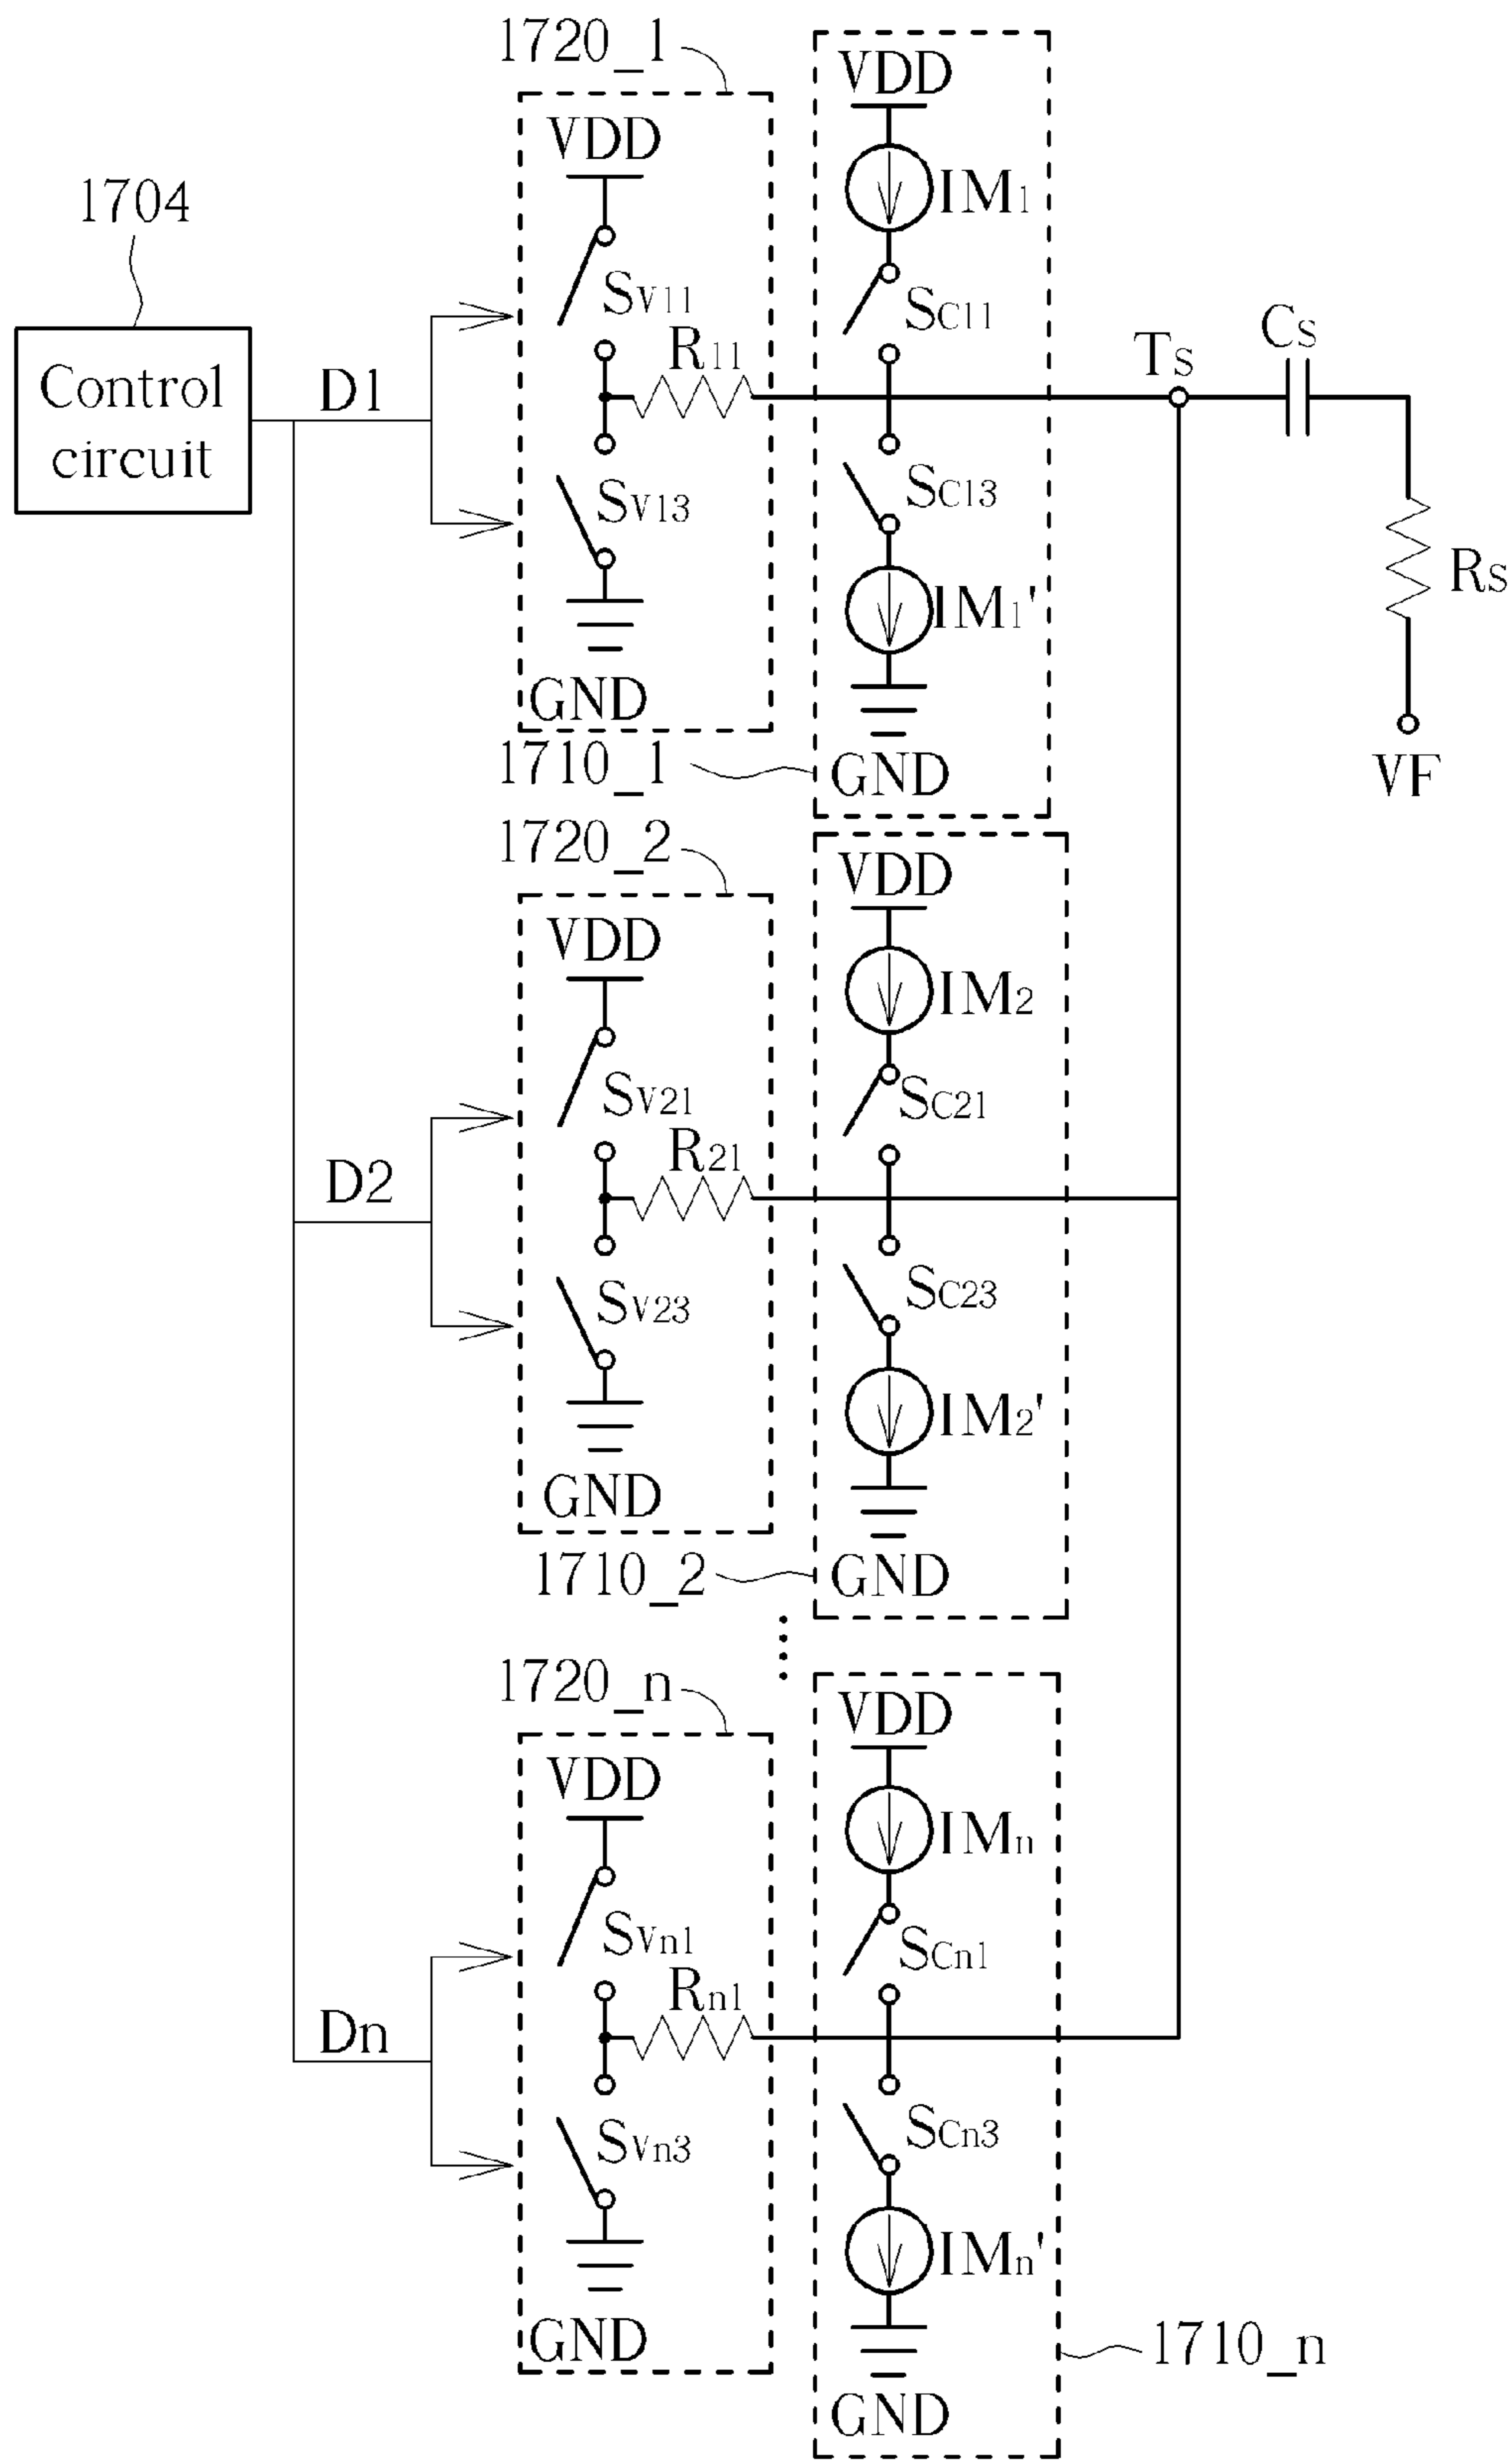 1720_1
VDD
VDD
1704
IM1
SV11
SC11
R11
TS
CS
Control
circuit
D1
SV13
SC13
RS
IM1'
GND
1710_1
GND
VF
1720_2
VDD
VDD
IM2
SV21
SC21
R21
D2
SV23
SC23
IM2'
GND
1710_2
GND
1720_n
VDD
VDD
IMn
SVn1
SCn1
Rn1
Dn
SVn3
SCn3
IMn'
GND
1710_n
GND